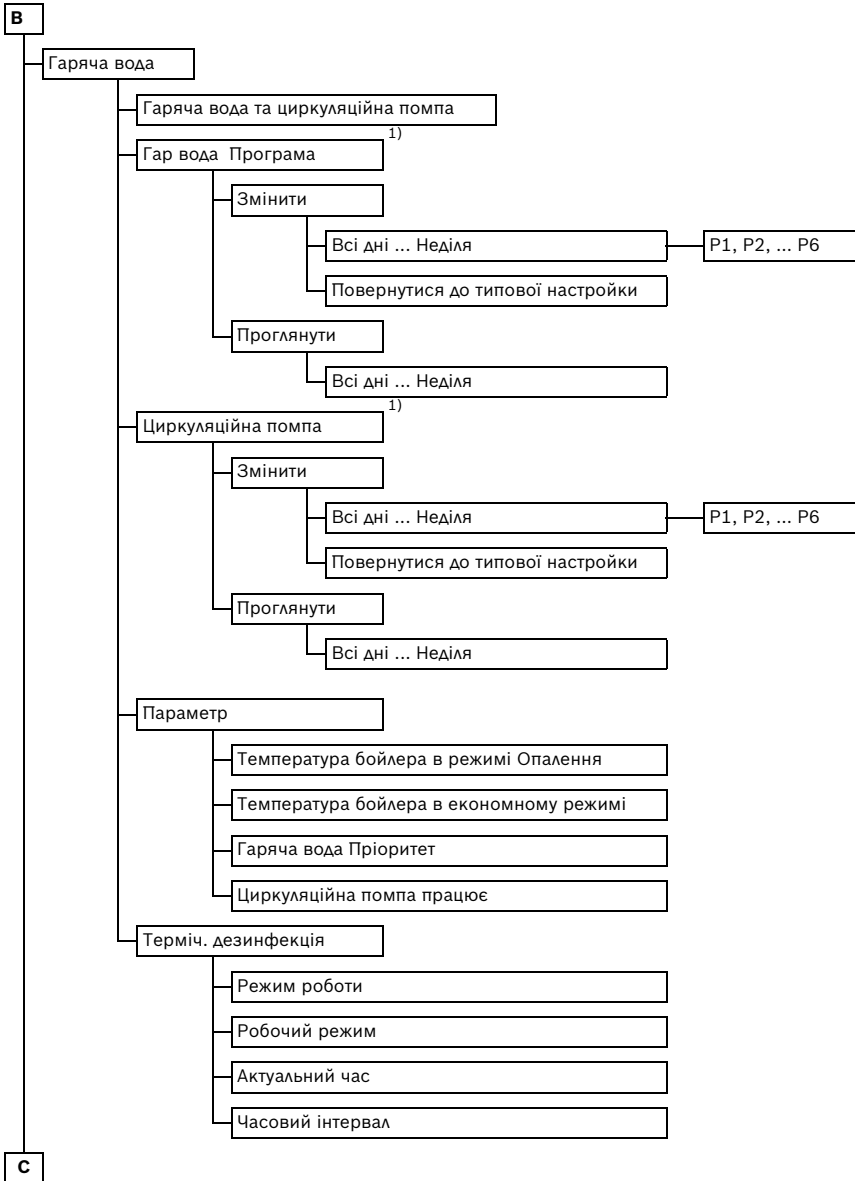 B
Гаряча вода
Гаряча вода та циркуляційна помпа
1)
Гар вода  Програма
Змінити
Всі дні ... Неділя
P1, P2, ... P6
Повернутися до типової настройки
Проглянути
Всі дні ... Неділя
1)
Циркуляційна помпа
Змінити
Всі дні ... Неділя
P1, P2, ... P6
Повернутися до типової настройки
Проглянути
Всі дні ... Неділя
Параметр
Температура бойлера в режимі Опалення
Температура бойлера в економному режимі
Гаряча вода Пріоритет
Циркуляційна помпа працює
Терміч. дезинфекція
Режим роботи
Робочий режим
Актуальний час
Часовий інтервал
C